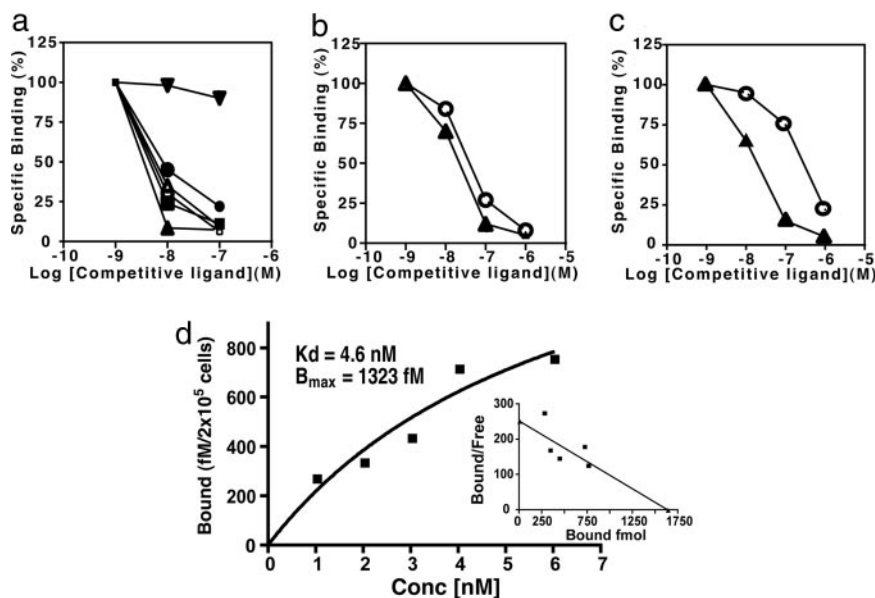 a
Specific Binding (%)
125
100
75
50
25
0
-10 -9 -8 -7 -6
Log [Competitive ligand](M)
b
Specific Binding (%)
125
100
75
50
25
0
-10 -9 -8 -7 -6 -5
Log [Competitive ligand](M)
c
Specific Binding (%)
125
100
75
50
25
0
-10 -9 -8 -7 -6 -5
Log [Competitive ligand](M)
d
Bound (fM/2x10⁵ cells)
800
600
400
200
0
0 1 2 3 4 5 6 7
Conc [nM]
Kd = 4.6 nM
Bmax = 1323 fM
Bound/Free
300
200
100
0
250 750 1250 1750
Bound fmol